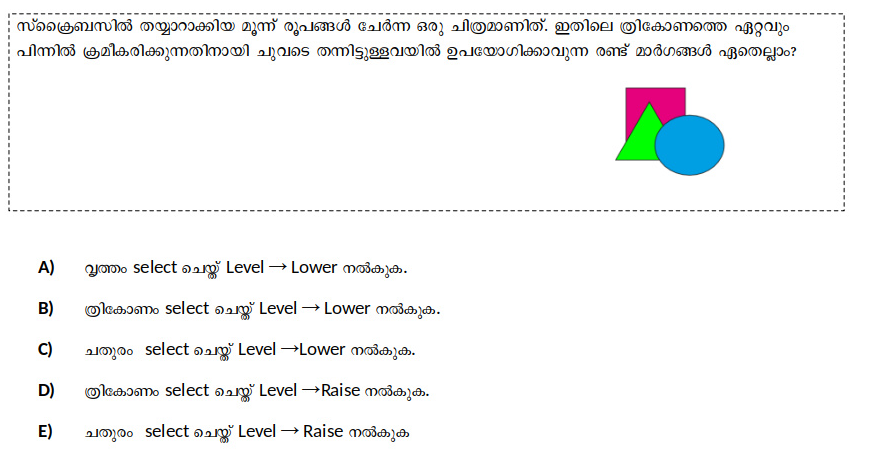 സ്ക്രൈബസിൽ തയ്യാറാക്കിയ മൂന്ന് രൂപങ്ങൾ ചേർന്ന ഒരു ചിത്രമാണിത്. ഇതിലെ ത്രികോണത്തെ ഏറ്റവും
പിന്നിൽ ക്രമീകരിക്കുന്നതിനായി ചുവടെ തന്നിട്ടുള്ളവയിൽ ഉപയോഗിക്കാവുന്ന രണ്ട് മാർഗങ്ങൾ ഏതെല്ലാം?
A) വൃത്തം select ചെയ്ത് Level → Lower നൽകുക.
B) ത്രികോണം select ചെയ്ത് Level → Lower നൽകുക.
C) ചതുരം select ചെയ്ത് Level →Lower നൽകുക.
D) ത്രികോണം select ചെയ്ത് Level →Raise നൽകുക.
E) ചതുരം select ചെയ്ത് Level → Raise നൽകുക